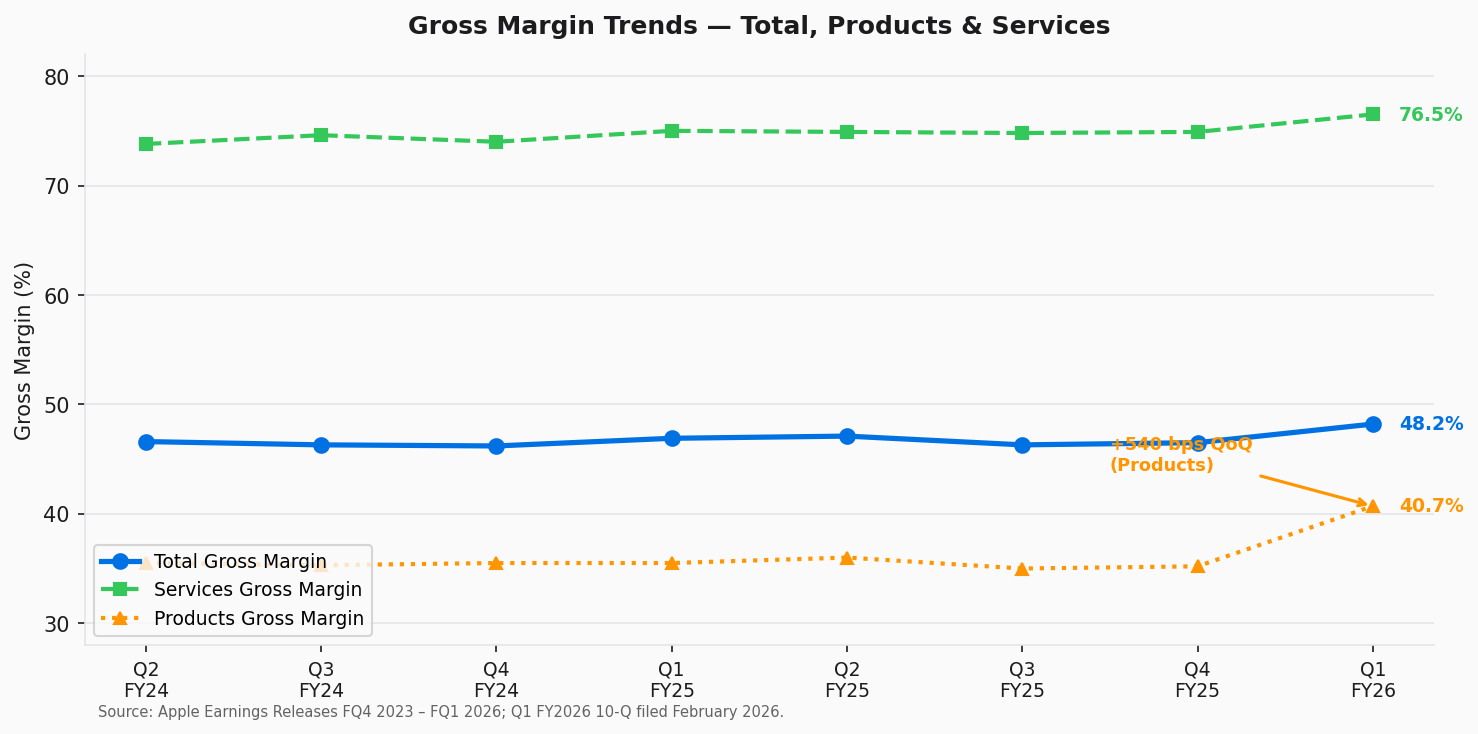 Gross Margin Trends — Total, Products & Services
Gross Margin (%)
80
70
60
50
40
30
76.5%
48.2%
+540 bps QoQ
(Products)
40.7%
Total Gross Margin
Services Gross Margin
Products Gross Margin
Q2
FY24
Q3
FY24
Q4
FY24
Q1
FY25
Q2
FY25
Q3
FY25
Q4
FY25
Q1
FY26
Source: Apple Earnings Releases FQ4 2023 – FQ1 2026; Q1 FY2026 10-Q filed February 2026.